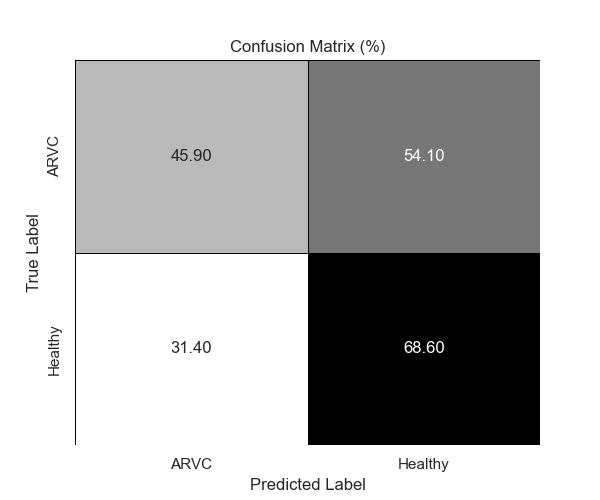 Confusion Matrix (%)
ARVC
45.90
54.10
True Label
Healthy
31.40
68.60
ARVC
Healthy
Predicted Label